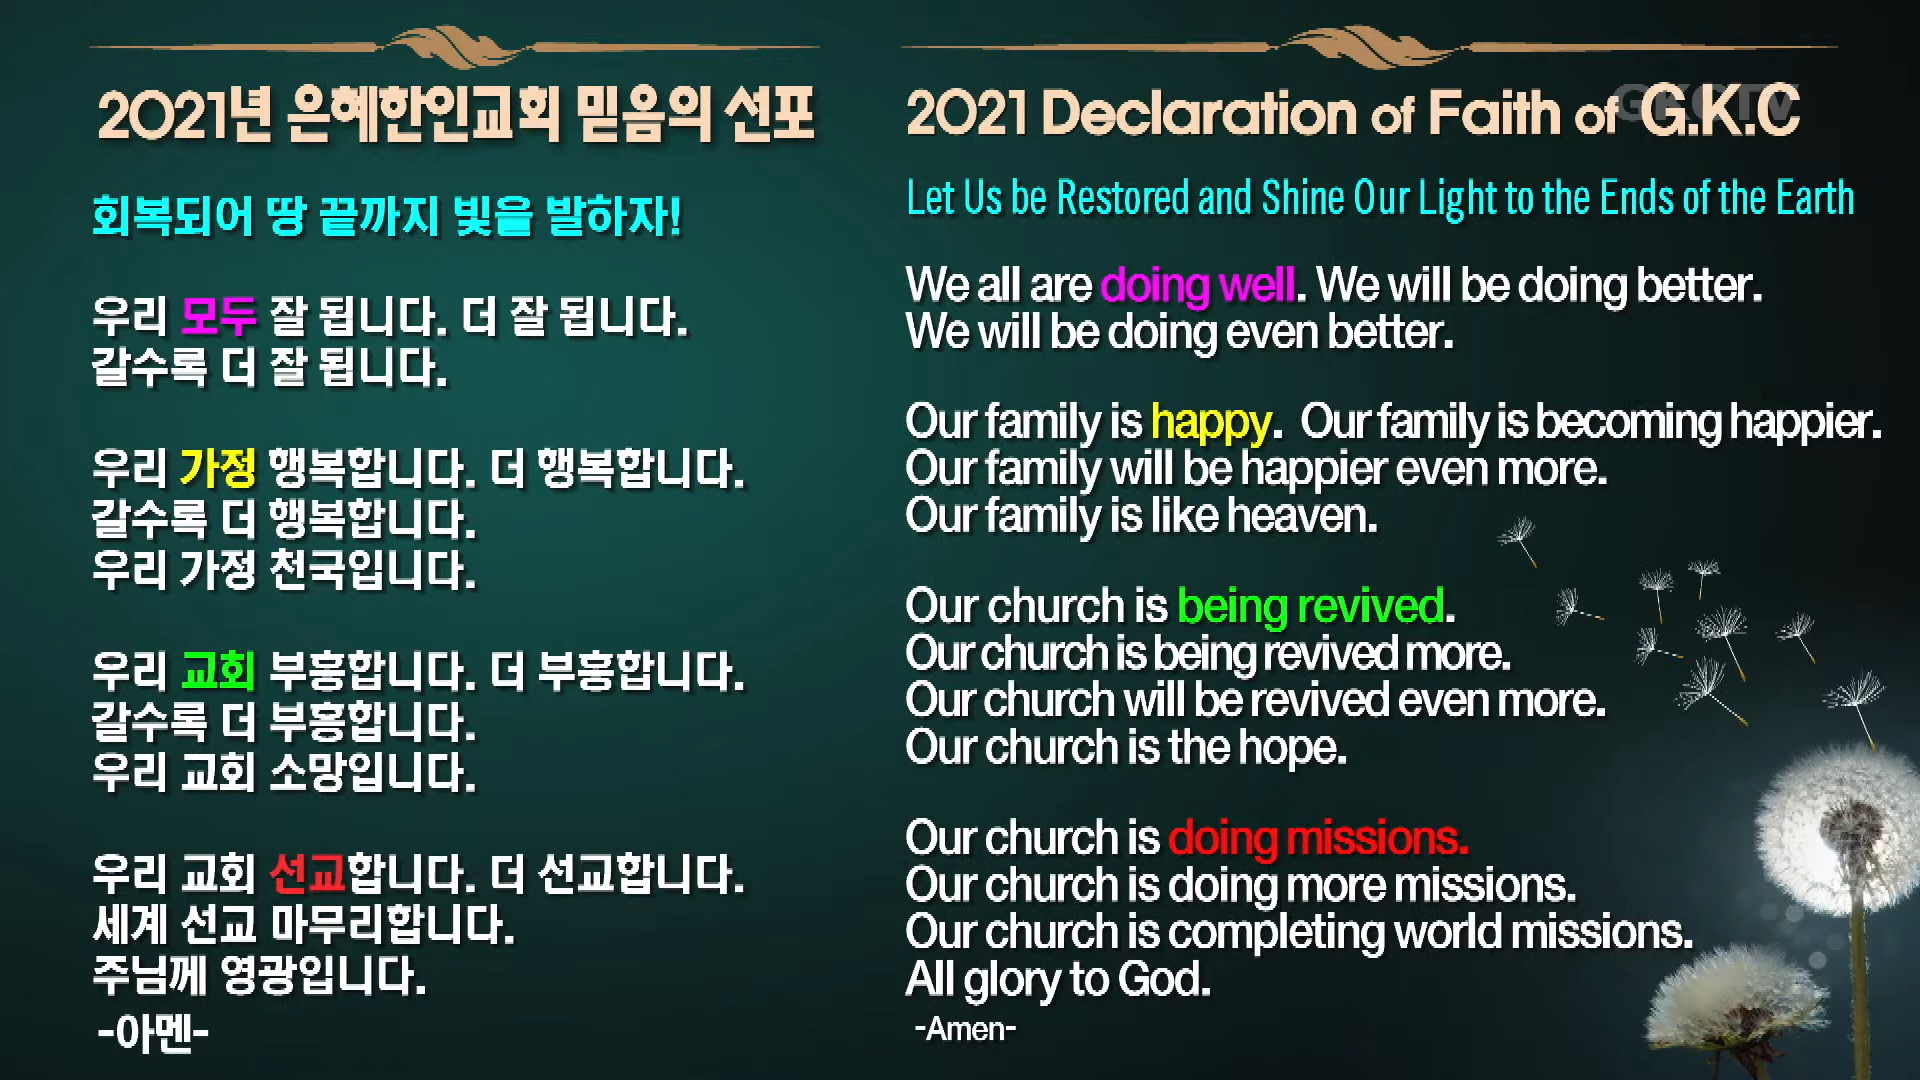 2021년 은혜한인교회 믿음의 선포
회복되어 땅 끝까지 빛을 발하자!
우리 모두 잘 됩니다. 더 잘 됩니다.
갈수록 더 잘 됩니다.
우리 가정 행복합니다. 더 행복합니다.
갈수록 더 행복합니다.
우리 가정 천국입니다.
우리 교회 부흥합니다. 더 부흥합니다.
갈수록 더 부흥합니다.
우리 교회 소망입니다.
우리 교회 선교합니다. 더 선교합니다.
세계 선교 마무리합니다.
주님께 영광입니다.
-아멘-
2021 Declaration of Faith of G.K.C
GKCTV
Let Us be Restored and Shine Our Light to the Ends of the Earth
We all are doing well. We will be doing better.
We will be doing even better.
Our family is happy. Our family is becoming happier.
Our family will be happier even more.
Our family is like heaven.
Our church is being revived.
Our church is being revived more.
Our church will be revived even more.
Our church is the hope.
Our church is doing missions.
Our church is doing more missions.
Our church is completing world missions.
All glory to God.
-Amen-